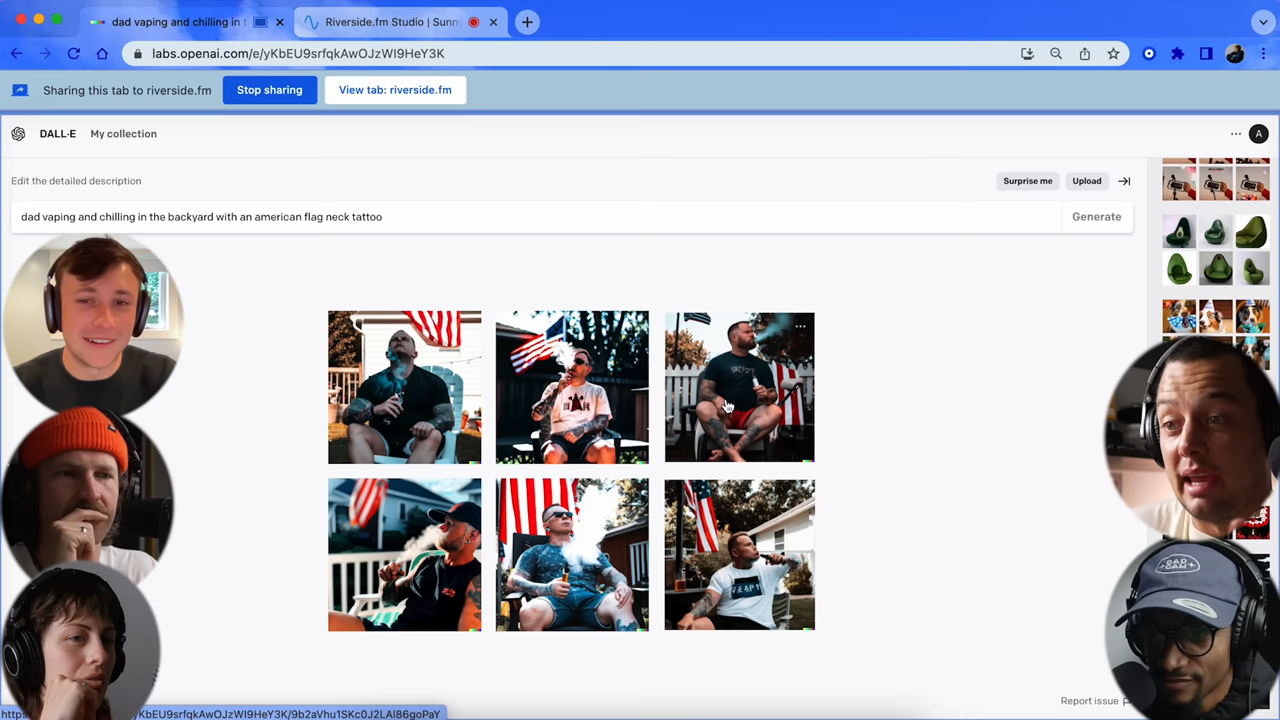 dad vaping and chilling in t
Riverside.fm Studio | Sunn
labs.openai.com/e/yKbEU9srfqkAwOJzWI9HeY3K
Sharing this tab to riverside.fm
Stop sharing
View tab: riverside.fm
DALL·E
My collection
A
Edit the detailed description
Surprise me
Upload
dad vaping and chilling in the backyard with an american flag neck tattoo
Generate
DAD
CAM
Report issue